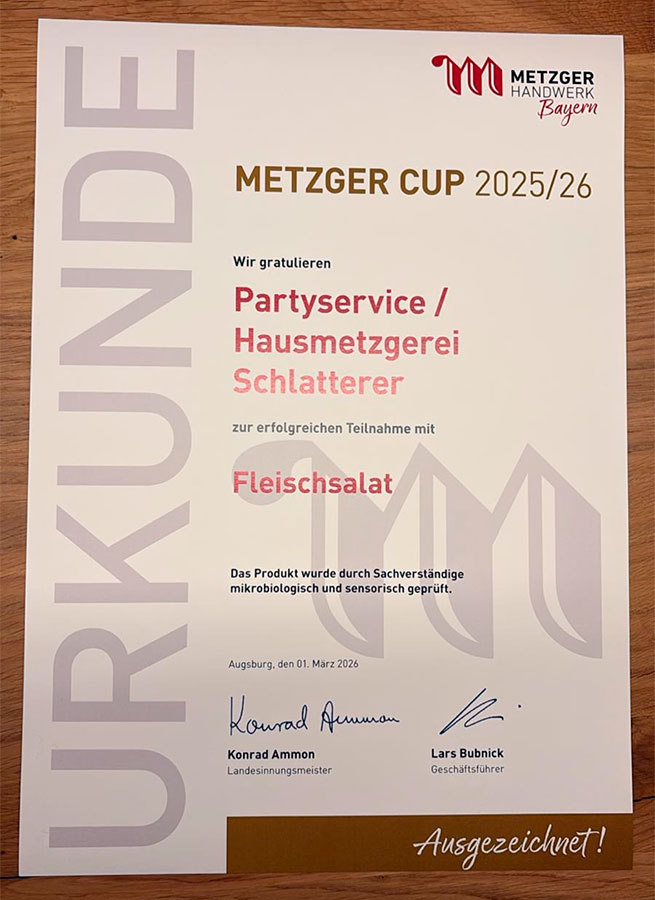 URKUNDE
METZGER
HANDWERK
Bayern
METZGER CUP 2025/26
Wir gratulieren
Partyservice /
Hausmetzgerei
Schlatterer
zur erfolgreichen Teilnahme mit
Fleischsalat
Das Produkt wurde durch Sachverständige
mikrobiologisch und sensorisch geprüft.
Augsburg, den 01. März 2026
Konrad Ammon
Konrad Ammon
Lars Bubnick
Landesinnungsmeister
Geschäftsführer
Ausgezeichnet!